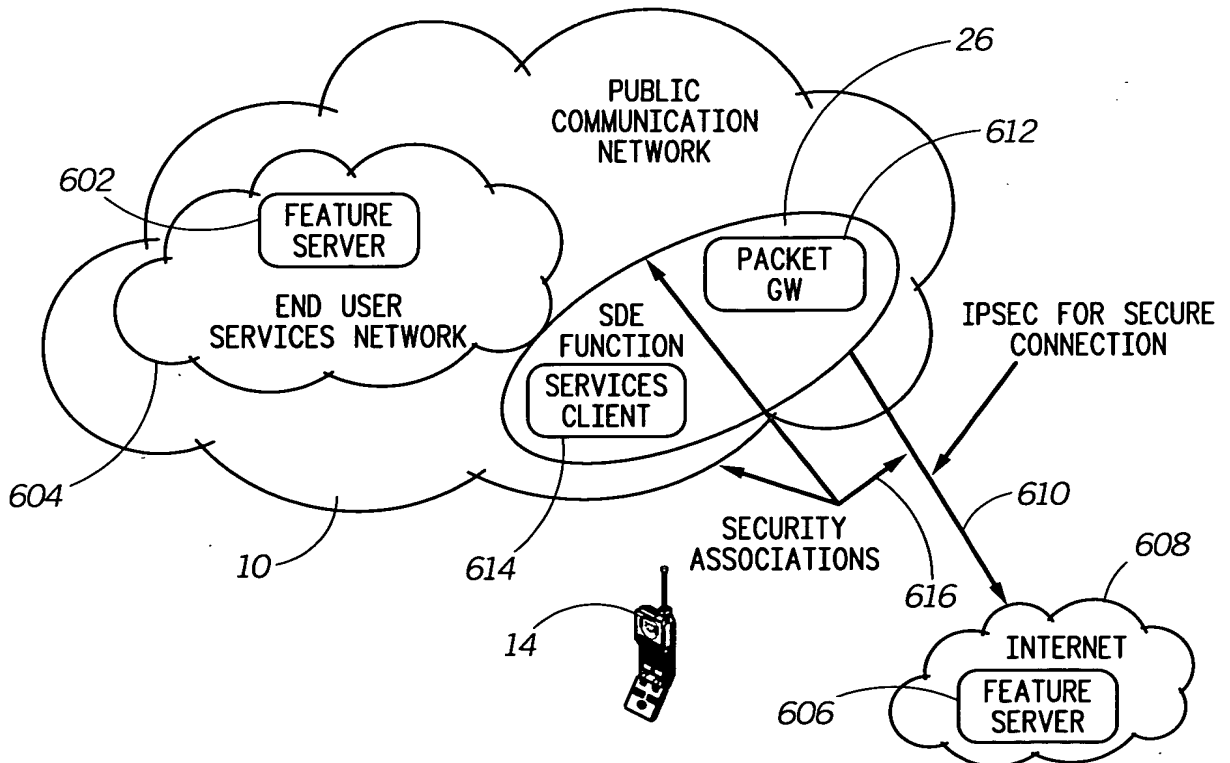 26
PUBLIC
COMMUNICATION
NETWORK
612
602
FEATURE
SERVER
PACKET
GW
END USER
SERVICES NETWORK
SDE
FUNCTION
SERVICES
CLIENT
IPSEC FOR SECURE
CONNECTION
604
10
614
SECURITY
ASSOCIATIONS
610
616
608
14
INTERNET
606
FEATURE
SERVER